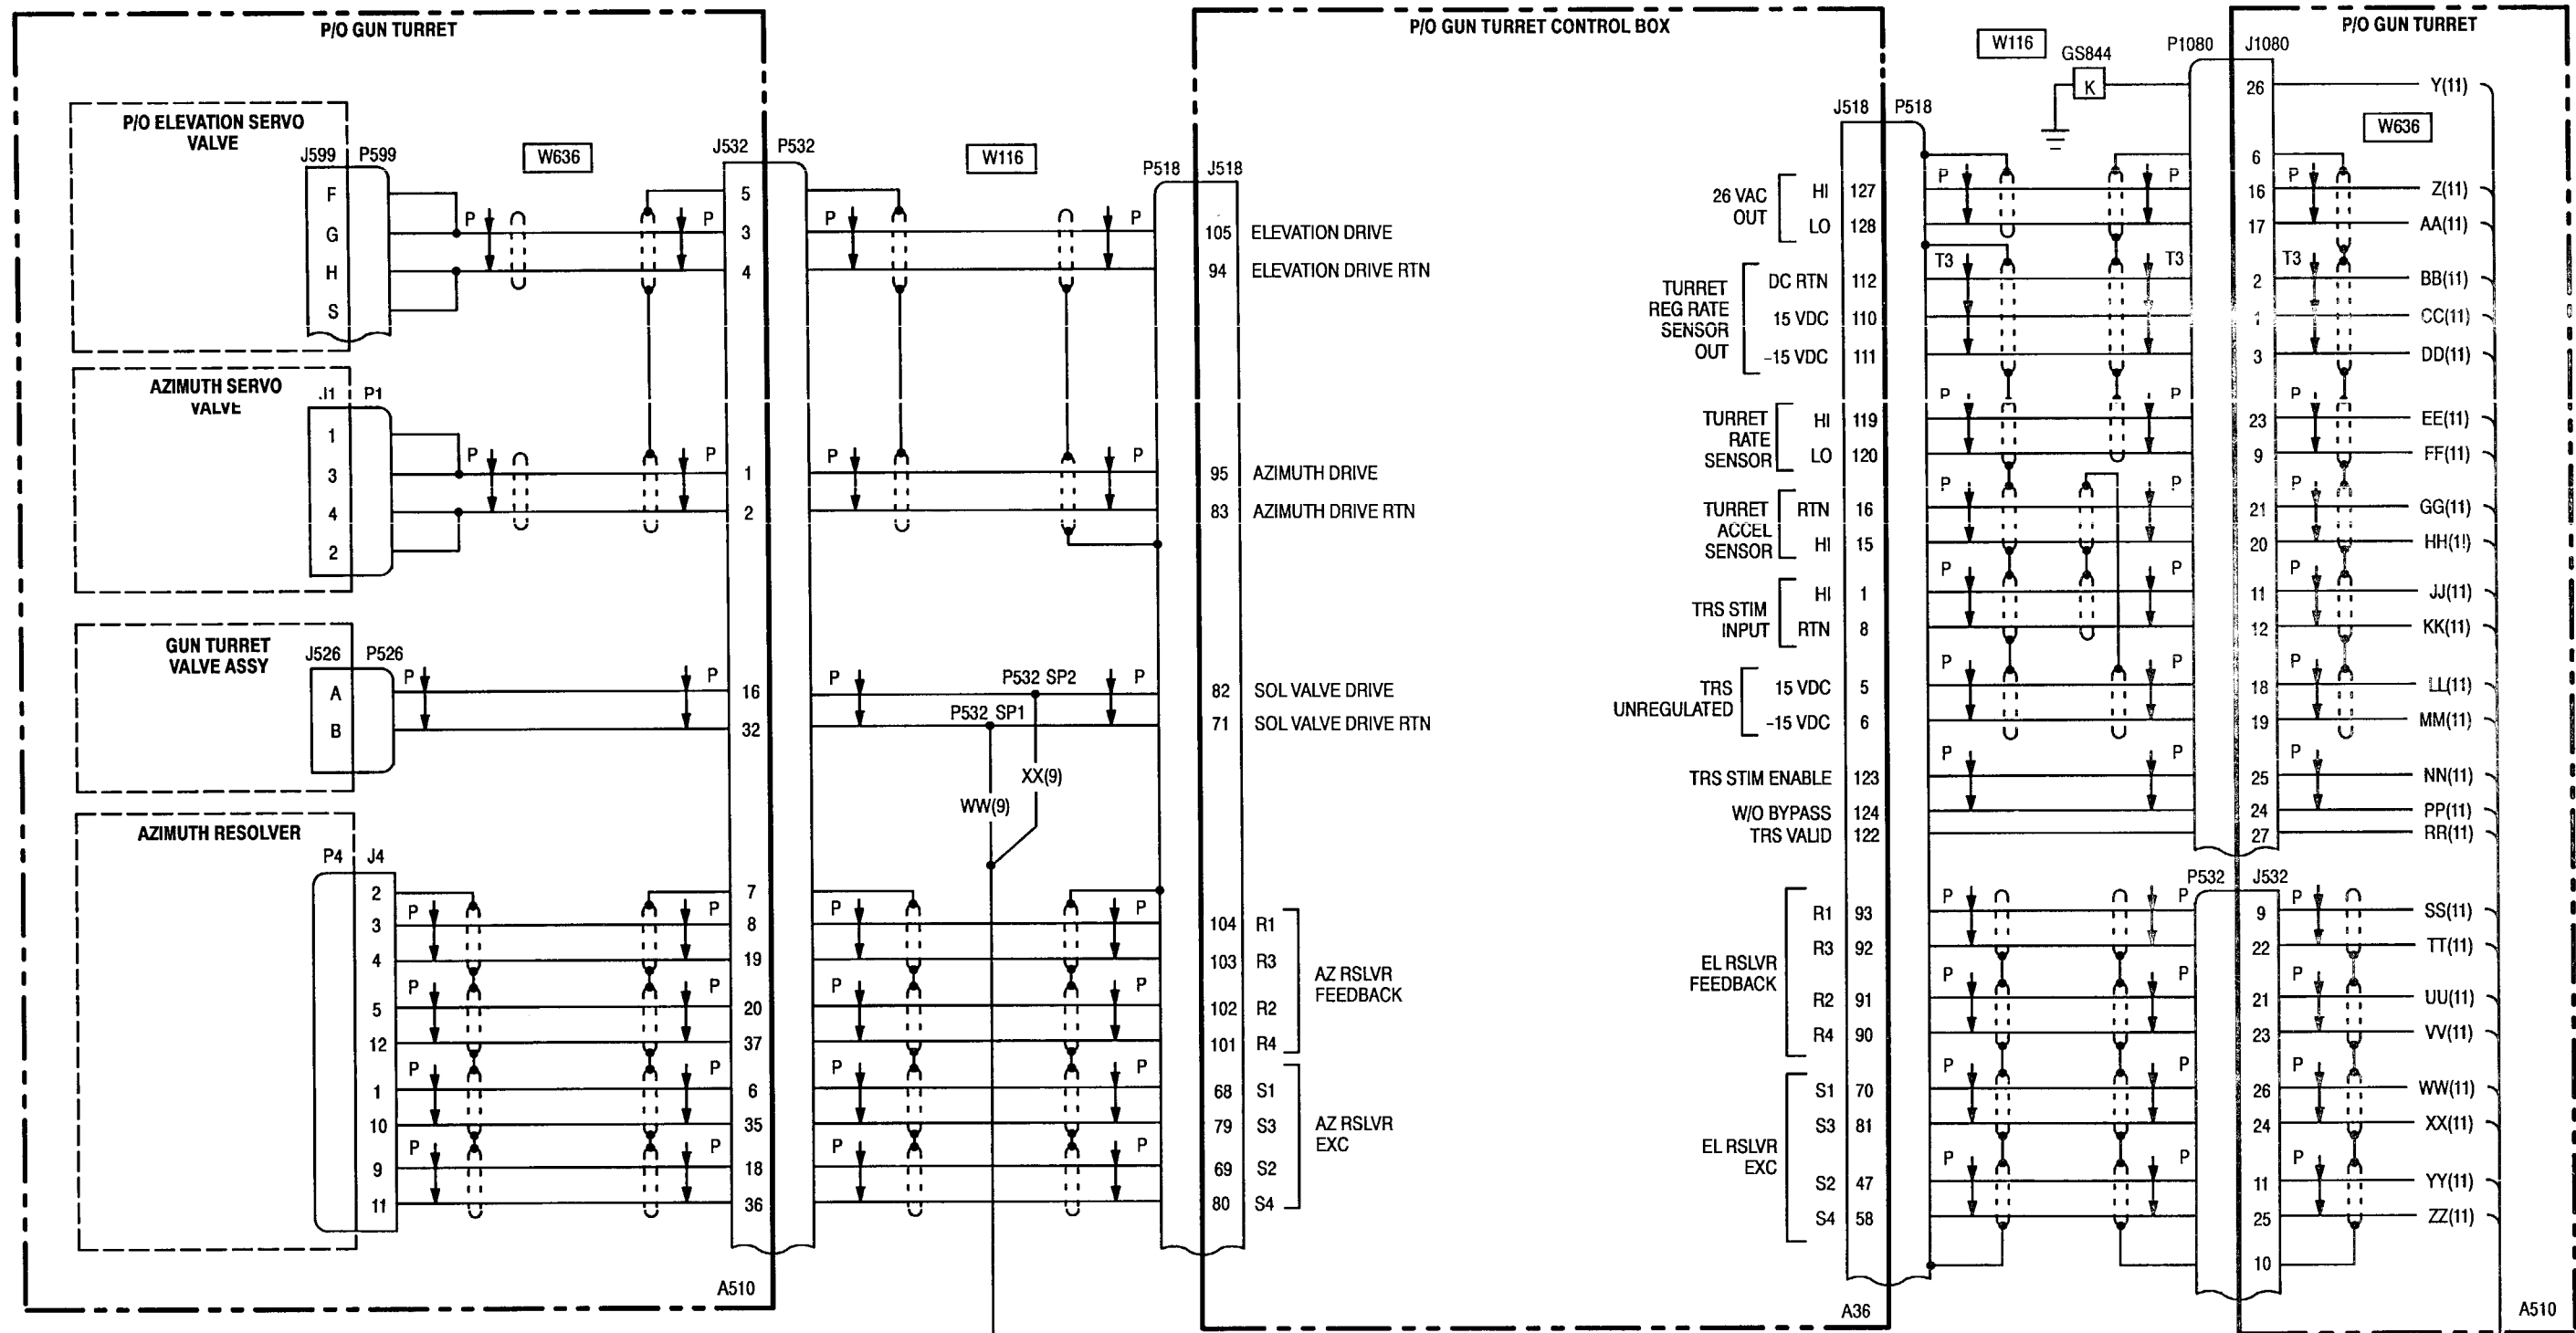 P/O GUN TURRET
P/O ELEVATION SERVO
VALVE
J599 P599
F
G
H
S
W636
P P
J532 P532
5
3
4
P P
W116
P518 J518
105 ELEVATION DRIVE
94 ELEVATION DRIVE RTN
AZIMUTH SERVO
VALVE
J1 P1
1
3
4
2
P P
1
2
P P
95 AZIMUTH DRIVE
83 AZIMUTH DRIVE RTN
GUN TURRET
VALVE ASSY
J526 P526
A
B
P P
16
32
P P
P532 SP2
P532 SP1
XX(9)
WW(9)
82 SOL VALVE DRIVE
71 SOL VALVE DRIVE RTN
AZIMUTH RESOLVER
P4 J4
2
3
4
5
12
1
10
9
11
P P
P P
P P
P P
7
8
19
20
37
6
35
18
36
P P
P P
P P
P P
104 R1
103 R3
102 R2
101 R4
AZ RSLVR
FEEDBACK
68 S1
79 S3
69 S2
80 S4
AZ RSLVR
EXC
A510
P/O GUN TURRET CONTROL BOX
J518 P518
26 VAC
OUT
HI 127
LO 128
TURRET
REG RATE
SENSOR
OUT
DC RTN 112
15 VDC 110
-15 VDC 111
TURRET
RATE
SENSOR
HI 119
LO 120
TURRET
ACCEL
SENSOR
RTN 16
HI 15
TRS STIM
INPUT
HI 1
RTN 8
TRS
UNREGULATED
15 VDC 5
-15 VDC 6
TRS STIM ENABLE 123
W/O BYPASS 124
TRS VALID 122
EL RSLVR
FEEDBACK
R1 93
R3 92
R2 91
R4 90
EL RSLVR
EXC
S1 70
S3 81
S2 47
S4 58
A36
W116
GS844
K
P1080 J1080
P/O GUN TURRET
W636
26 Y(11)
6
P P 16 P Z(11)
17 AA(11)
T3 T3 2 T3 BB(11)
1 CC(11)
3 DD(11)
P P 23 P EE(11)
9 FF(11)
P P 21 P GG(11)
20 HH(11)
P P 11 P JJ(11)
12 KK(11)
P P 18 P LL(11)
19 MM(11)
P P 25 P NN(11)
24 PP(11)
27 RR(11)
P532 J532
P P 9 P SS(11)
22 TT(11)
P P 21 P UU(11)
23 VV(11)
P P 26 P WW(11)
24 XX(11)
P P 11 P YY(11)
25 ZZ(11)
10
A510